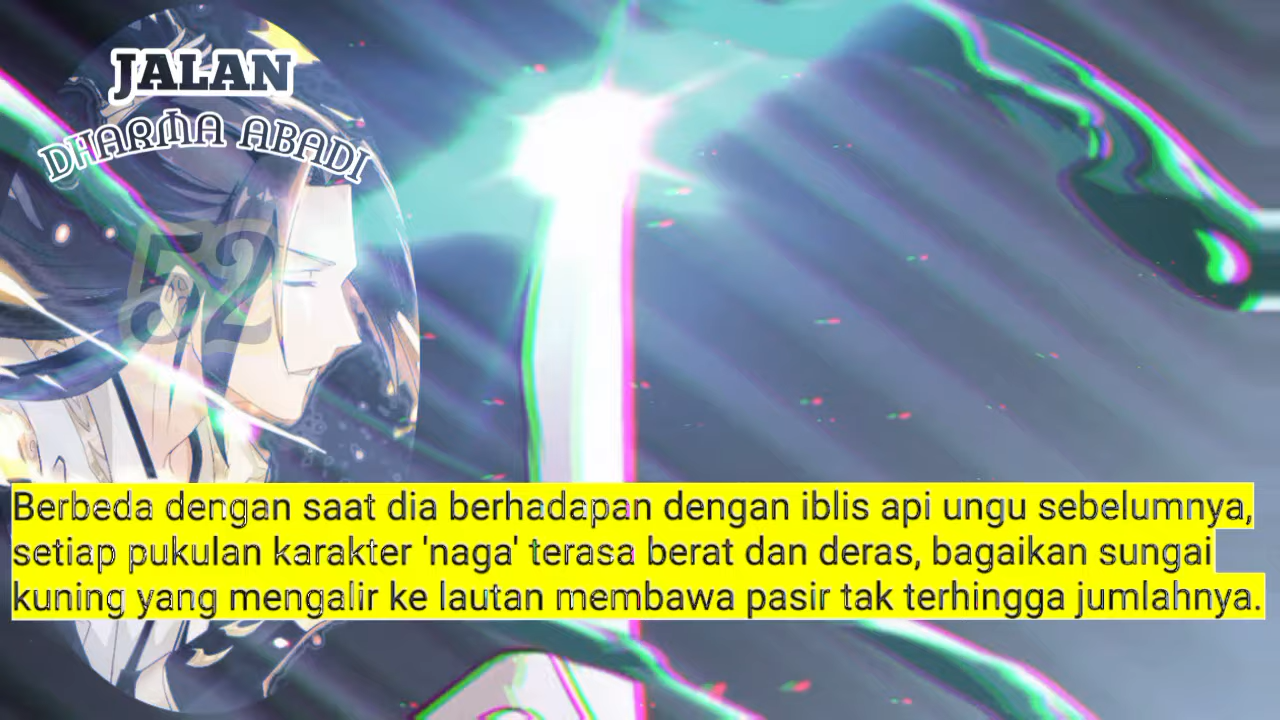 JALAN
DHARMA ABADI
52
Berbeda dengan saat dia berhadapan dengan iblis api ungu sebelumnya,
setiap pukulan karakter 'naga' terasa berat dan deras, bagaikan sungai
kuning yang mengalir ke lautan membawa pasir tak terhingga jumlahnya.